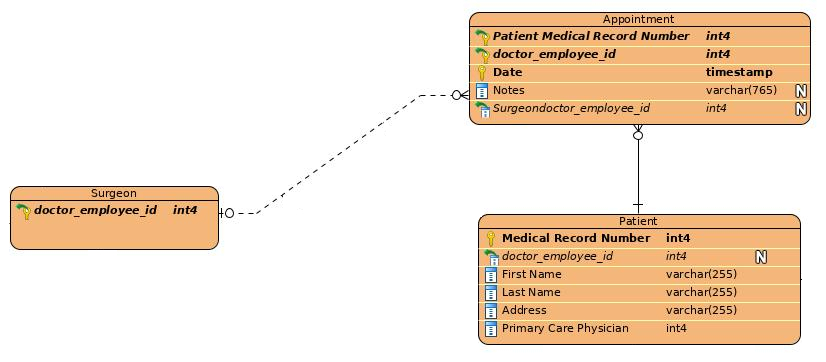 Appointment
Patient Medical Record Number int4
doctor_employee_id int4
Date timestamp
Notes varchar(765) N
Surgeondoctor_employee_id int4 N
Surgeon
doctor_employee_id int4
Patient
Medical Record Number int4
doctor_employee_id int4 N
First Name varchar(255)
Last Name varchar(255)
Address varchar(255)
Primary Care Physician int4